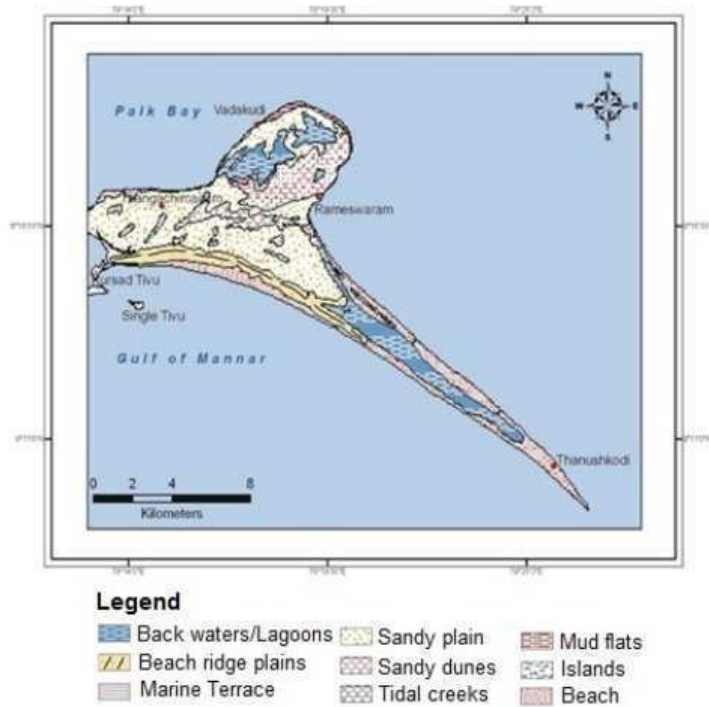 N
W E
S
Palk Bay
Vadakudi
Rameswaram
Single Tivu
Gulf of Mannar
Thanushkodi
0 2 4 8
Kilometers
Legend
Back waters/Lagoons
Sandy plain
Mud flats
Beach ridge plains
Sandy dunes
Islands
Marine Terrace
Tidal creeks
Beach